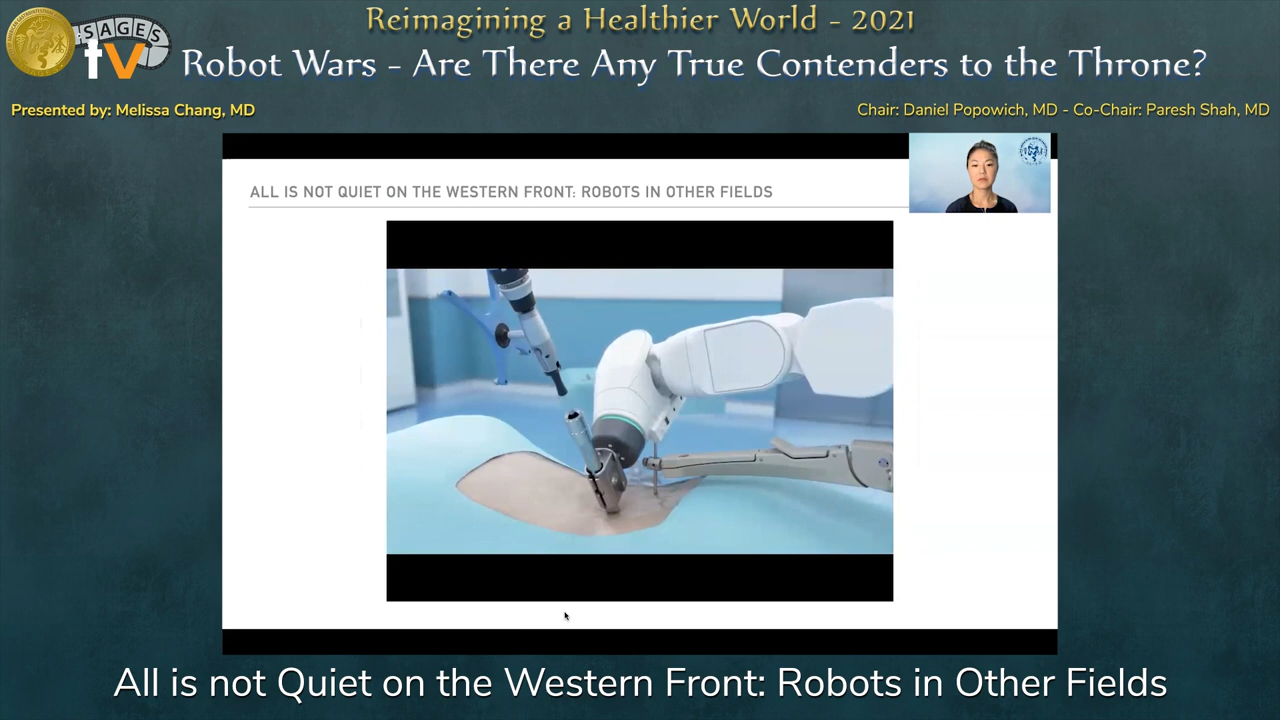 Reimagining a Healthier World - 2021
SAGES
tv
Robot Wars - Are There Any True Contenders to the Throne?
Presented by: Melissa Chang, MD
Chair: Daniel Popowich, MD - Co-Chair: Paresh Shah, MD
ALL IS NOT QUIET ON THE WESTERN FRONT: ROBOTS IN OTHER FIELDS
All is not Quiet on the Western Front: Robots in Other Fields